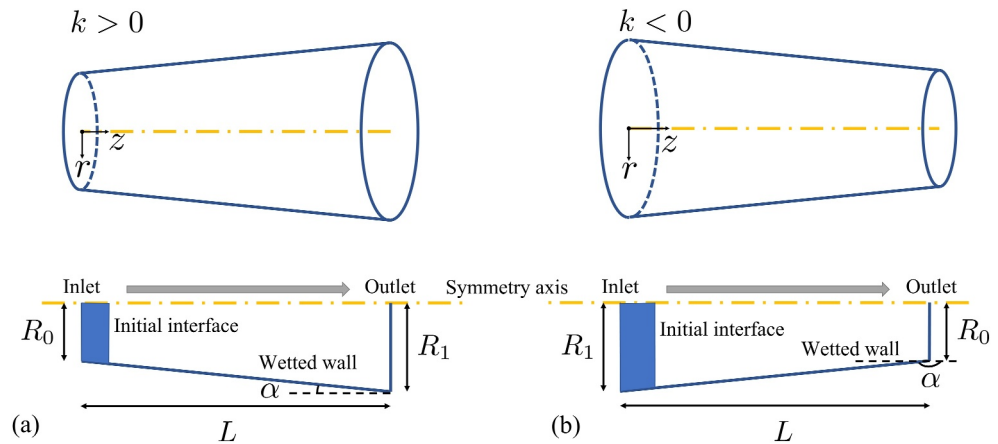 k > 0
z
r
k < 0
z
r
Inlet
Outlet
Symmetry axis
Inlet
Outlet
R₀
Initial interface
R₁
Wetted wall
α
L
(a)
R₁
Initial interface
R₀
Wetted wall
α
L
(b)